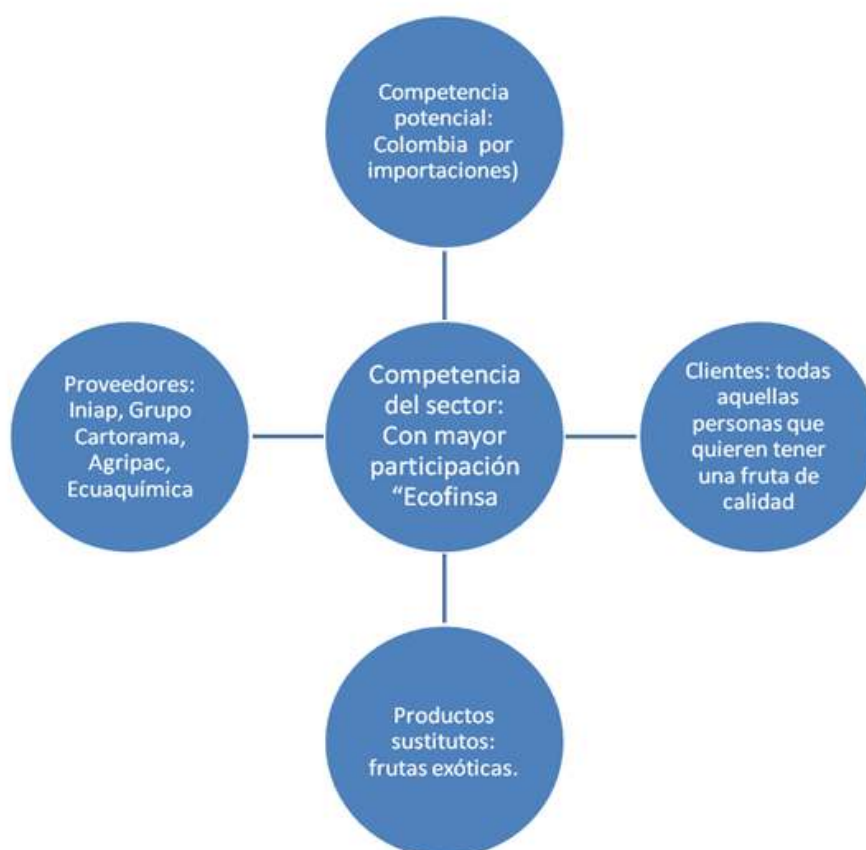 Competencia
potencial:
Colombia por
importaciones)
Proveedores:
Iniap, Grupo
Cartorama,
Agripac,
Ecuaquímica
Competencia
del sector:
Con mayor
participación
“Ecofinsa
Clientes: todas
aquellas
personas que
quieren tener
una fruta de
calidad
Productos
sustitutos:
frutas exóticas.